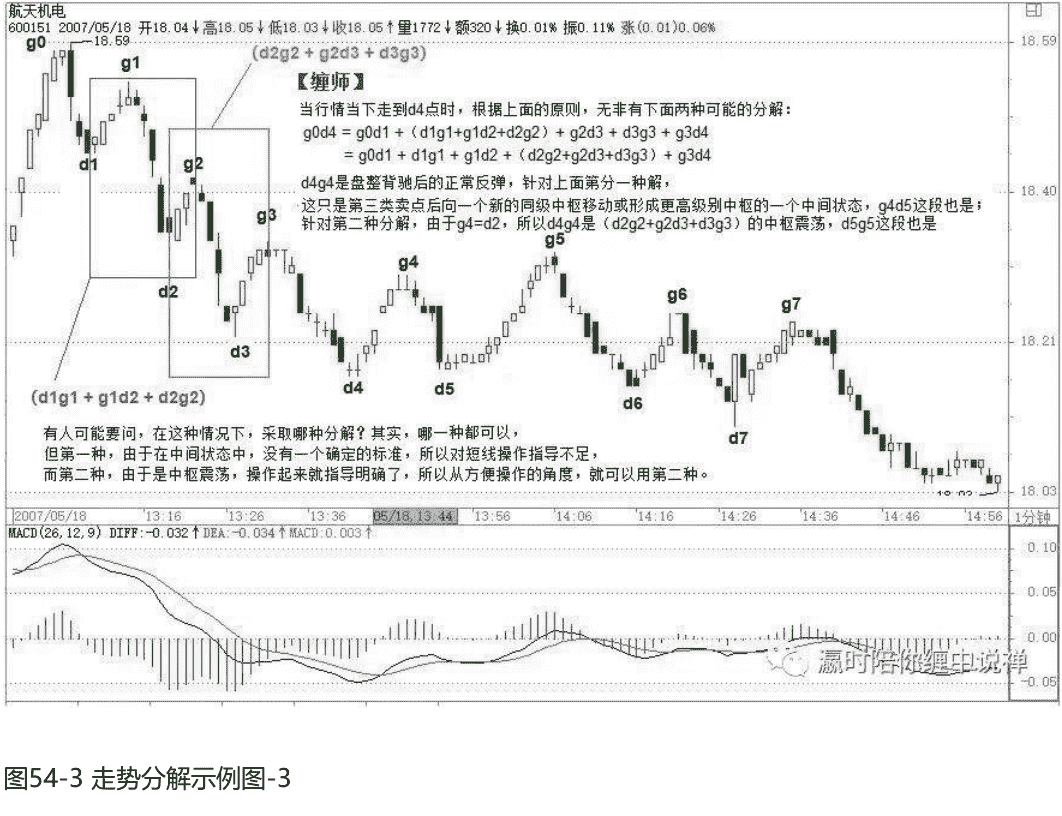 航天机电
600151 2007/05/18 开18.04↓高18.05↓低18.03↓收18.05↑量1772↓额320↓换0.01% 振0.11% 涨(0.01)0.06%
g0
18.59
18.59
(d2g2 + g2d3 + d3g3)
g1
【缠师】
当行情当下走到d4点时，根据上面的原则，无非有下面两种可能的分解：
g0d4 = g0d1 +（d1g1+g1d2+d2g2）+ g2d3 + d3g3 + g3d4
= g0d1 + d1g1 + g1d2 +（d2g2+g2d3+d3g3）+ g3d4
d1
g2
d4g4是盘整背驰后的正常反弹，针对上面第分一种解，
18.40
这只是第三类卖点后向一个新的同级中枢移动或形成更高级别中枢的一个中间状态，g4d5这段也是；
g3
针对第二种分解，由于g4=d2，所以d4g4是（d2g2+g2d3+d3g3）的中枢震荡，d5g5这段也是
g5
g4
d2
g6
g7
d3
18.21
d4
d5
(d1g1 + g1d2 + d2g2)
d6
d7
有人可能要问，在这种情况下，采取哪种分解？其实，哪一种都可以，
但第一种，由于在中间状态中，没有一个确定的标准，所以对短线操作指导不足，
而第二种，由于是中枢震荡，操作起来就指导明确了，所以从方便操作的角度，就可以用第二种。
18.03
18.03
2007/05/18 13:16 13:26 13:36 05/18,13:44 13:56 14:06 14:16 14:26 14:36 14:46 14:56 1分钟
MACD(26,12,9) DIFF:-0.032↑DEA:-0.034↑MACD:0.003↑
0.10
0.05
0.00
瀛时陪你缠中说禅
-0.05
图54-3 走势分解示例图-3